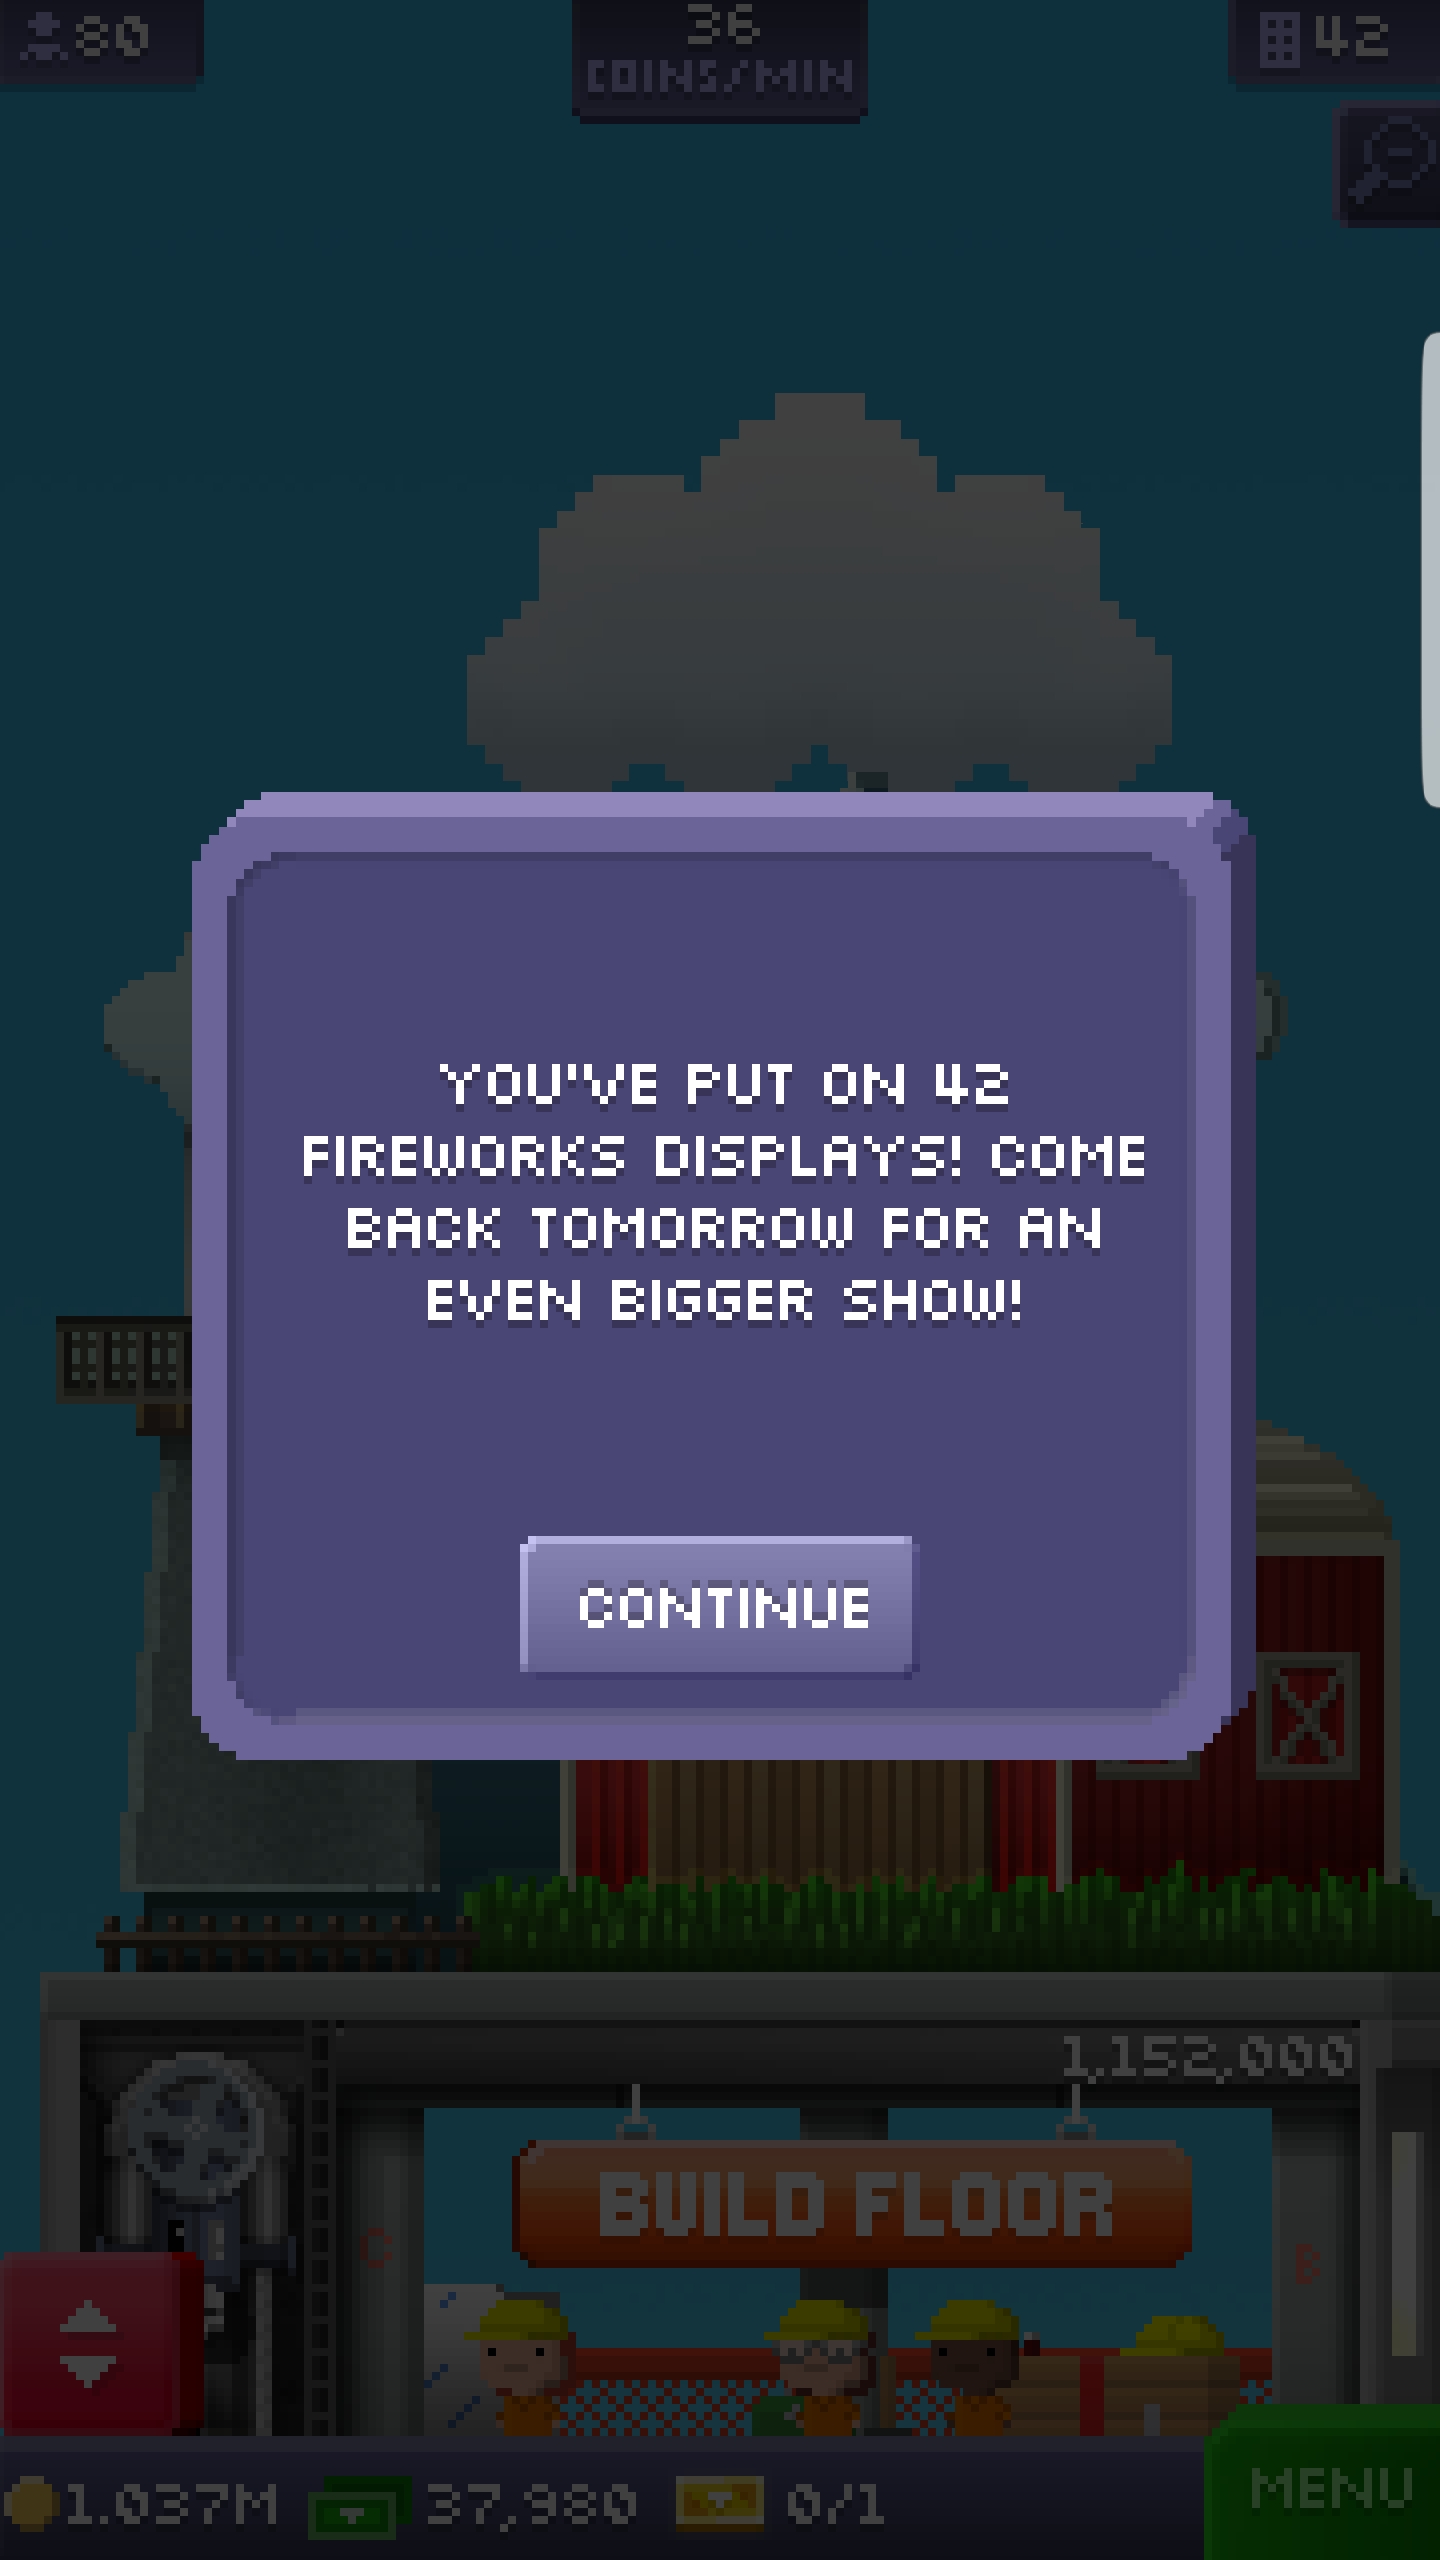 80
36
COINS/MIN
42
YOU'VE PUT ON 42
FIREWORKS DISPLAYS! COME
BACK TOMORROW FOR AN
EVEN BIGGER SHOW!
CONTINUE
1,152,000
BUILD FLOOR
C
B
1.037M
37,980
0/1
MENU